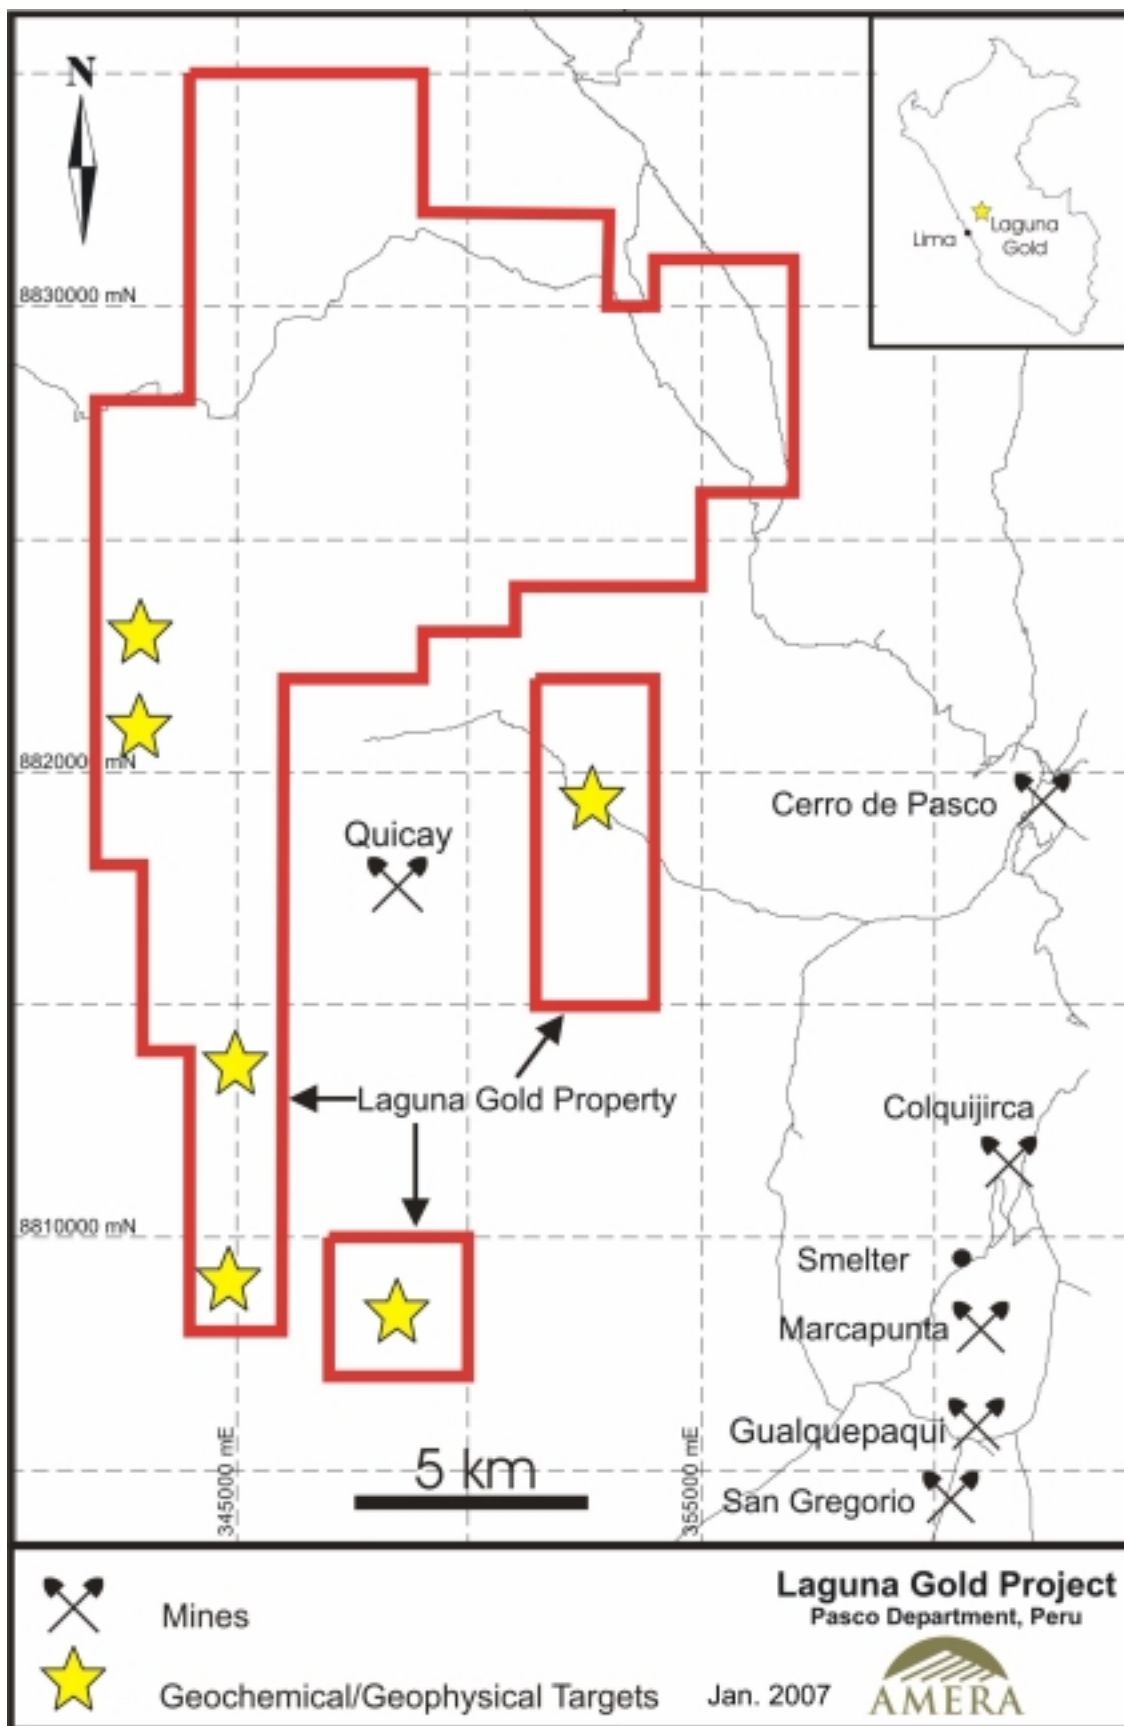 N
Lima
Laguna
Gold
8830000 mN
8820000 mN
Cerro de Pasco
Quicay
Laguna Gold Property
Colquijirca
8810000 mN
Smelter
Marcapunta
Gualquepaqui
345000 mE
355000 mE
5 km
San Gregorio
Mines
Geochemical/Geophysical Targets
Laguna Gold Project
Pasco Department, Peru
Jan. 2007
AMERA